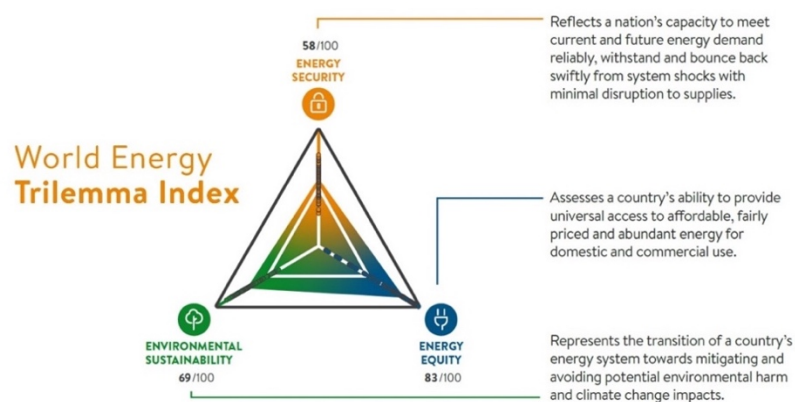 World Energy
Trilemma Index
58/100
ENERGY
SECURITY
Reflects a nation's capacity to meet
current and future energy demand
reliably, withstand and bounce back
swiftly from system shocks with
minimal disruption to supplies.
Assesses a country's ability to provide
universal access to affordable, fairly
priced and abundant energy for
domestic and commercial use.
ENVIRONMENTAL
SUSTAINABILITY
69/100
ENERGY
EQUITY
83/100
Represents the transition of a country's
energy system towards mitigating and
avoiding potential environmental harm
and climate change impacts.